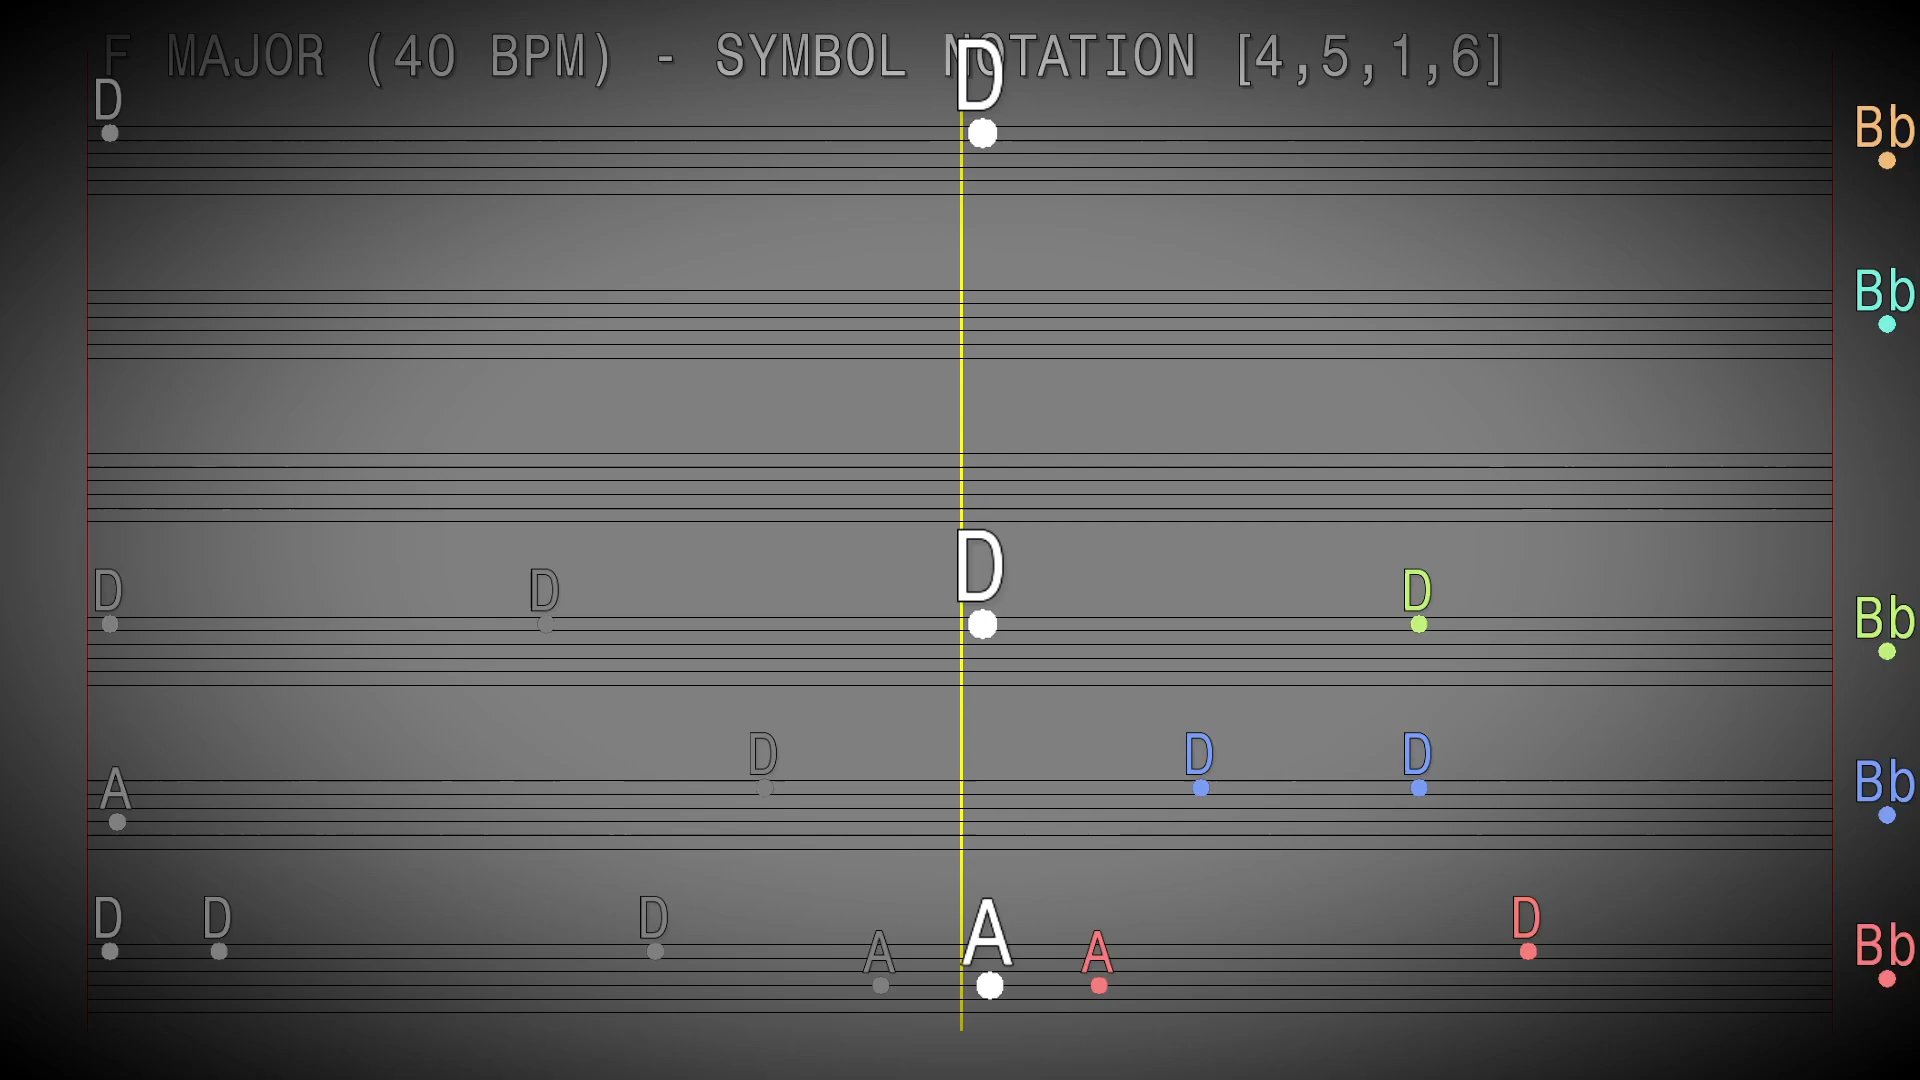 F MAJOR (40 BPM) - SYMBOL NOTATION [4,5,1,6]
D D Bb
Bb
D D D D Bb
A D D D Bb
D D D A A A D Bb